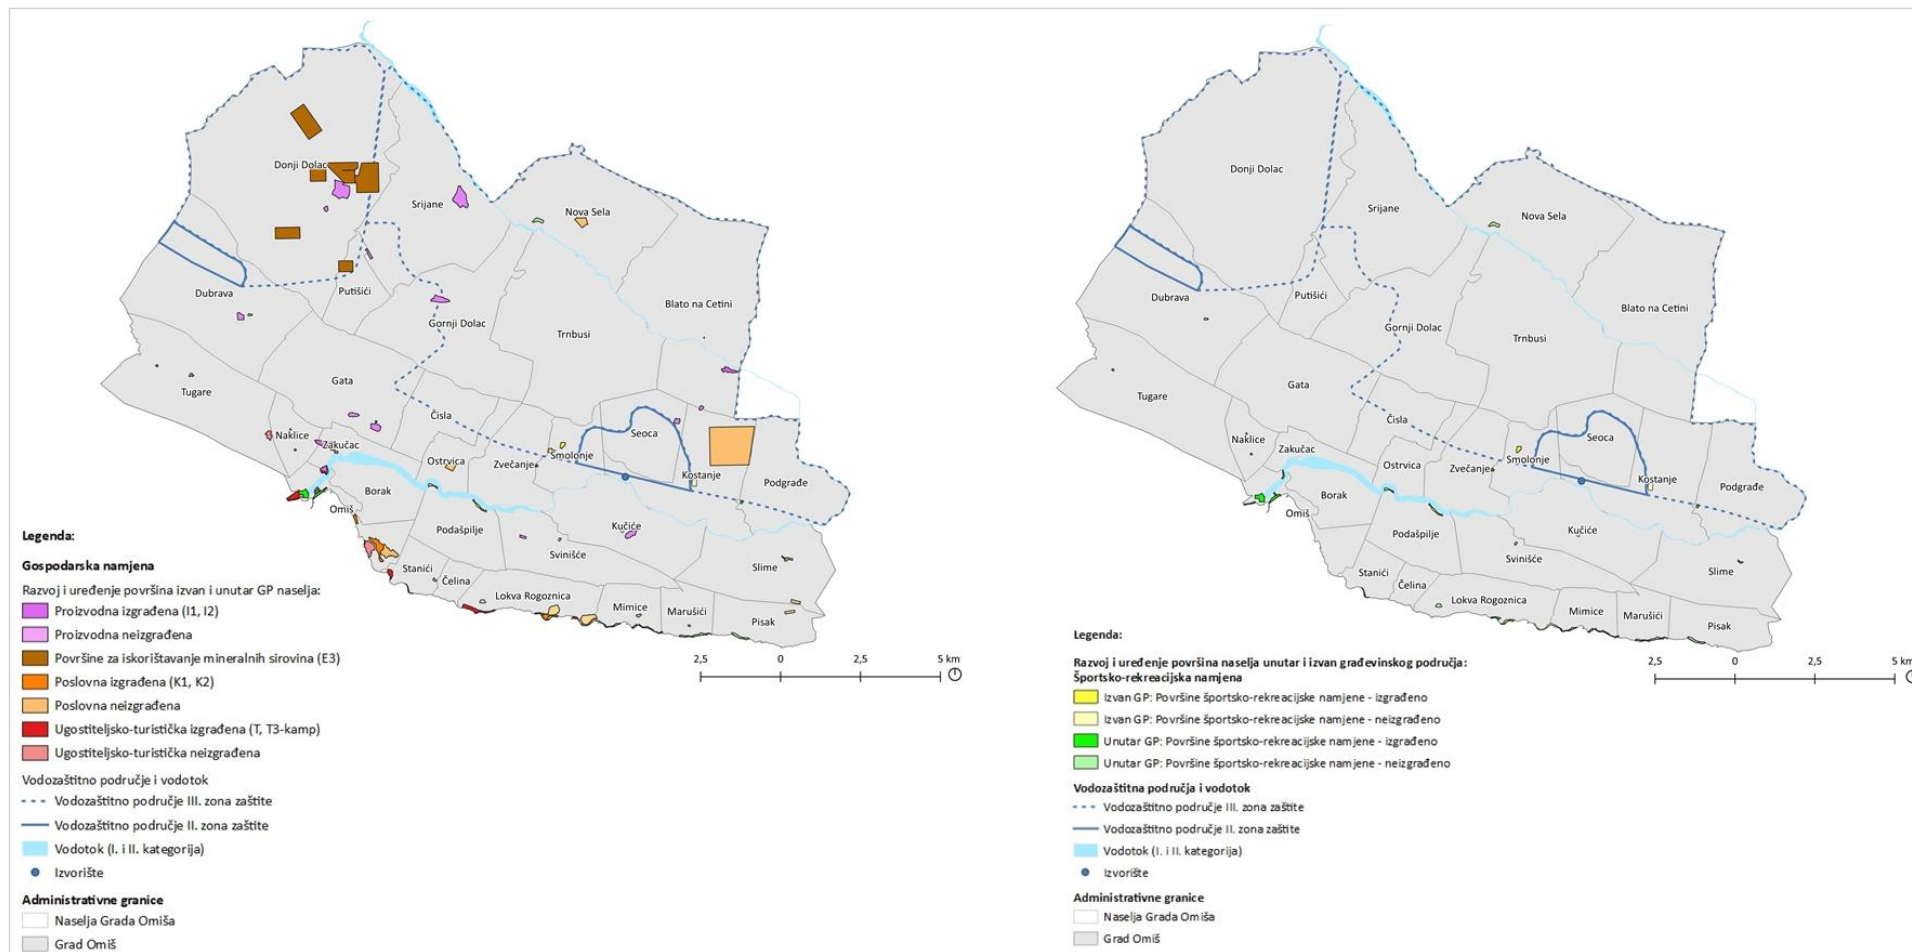 Donji Dolac
Srijane
Nova Sela
Dubrava
Putišići
Blato na Cetini
Gornji Dolac
Trnbusi
Gata
Tugare
Čisla
Naklice
Zakučac
Seoca
Ostrvica
Zvečanje
Smolonje
Kostanje
Podgrađe
Borak
Omiš
Podašpilje
Kučiće
Svinišće
Slime
Stanići
Čelina
Lokva Rogoznica
Mimice
Marušići
Pisak
2,5 0 2,5 5 km
Legenda:
Gospodarska namjena
Razvoj i uređenje površina izvan i unutar GP naselja:
Proizvodna izgrađena (I1, I2)
Proizvodna neizgrađena
Površine za iskorištavanje mineralnih sirovina (E3)
Poslovna izgrađena (K1, K2)
Poslovna neizgrađena
Ugostiteljsko-turistička izgrađena (T, T3-kamp)
Ugostiteljsko-turistička neizgrađena
Vodozaštitno područje i vodotok
Vodozaštitno područje III. zona zaštite
Vodozaštitno područje II. zona zaštite
Vodotok (I. i II. kategorija)
Izvorište
Administrativne granice
Naselja Grada Omiša
Grad Omiš
Donji Dolac
Srijane
Nova Sela
Dubrava
Putišići
Blato na Cetini
Gornji Dolac
Trnbusi
Gata
Tugare
Čisla
Naklice
Zakučac
Seoca
Ostrvica
Zvečanje
Smolonje
Kostanje
Podgrađe
Borak
Omiš
Podašpilje
Kučiće
Svinišće
Slime
Stanići
Čelina
Lokva Rogoznica
Mimice
Marušići
Pisak
2,5 0 2,5 5 km
Legenda:
Razvoj i uređenje površina naselja unutar i izvan građevinskog područja:
Športsko-rekreacijska namjena
Izvan GP: Površine športsko-rekreacijske namjene - izgrađeno
Izvan GP: Površine športsko-rekreacijske namjene - neizgrađeno
Unutar GP: Površine športsko-rekreacijske namjene - izgrađeno
Unutar GP: Površine športsko-rekreacijske namjene - neizgrađeno
Vodozaštitna područja i vodotok
Vodozaštitno područje III. zona zaštite
Vodozaštitno područje II. zona zaštite
Vodotok (I. i II. kategorija)
Izvorište
Administrativne granice
Naselja Grada Omiša
Grad Omiš